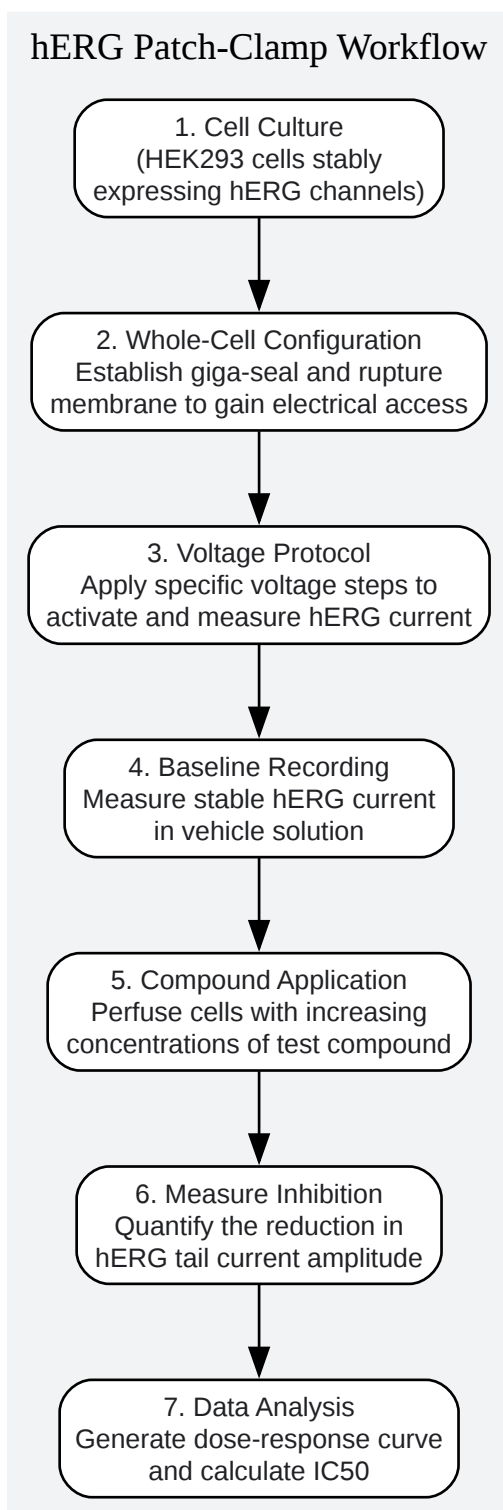 hERG Patch-Clamp Workflow
1. Cell Culture
(HEK293 cells stably
expressing hERG channels)
2. Whole-Cell Configuration
Establish giga-seal and rupture
membrane to gain electrical access
3. Voltage Protocol
Apply specific voltage steps to
activate and measure hERG current
4. Baseline Recording
Measure stable hERG current
in vehicle solution
5. Compound Application
Perfuse cells with increasing
concentrations of test compound
6. Measure Inhibition
Quantify the reduction in
hERG tail current amplitude
7. Data Analysis
Generate dose-response curve
and calculate IC50